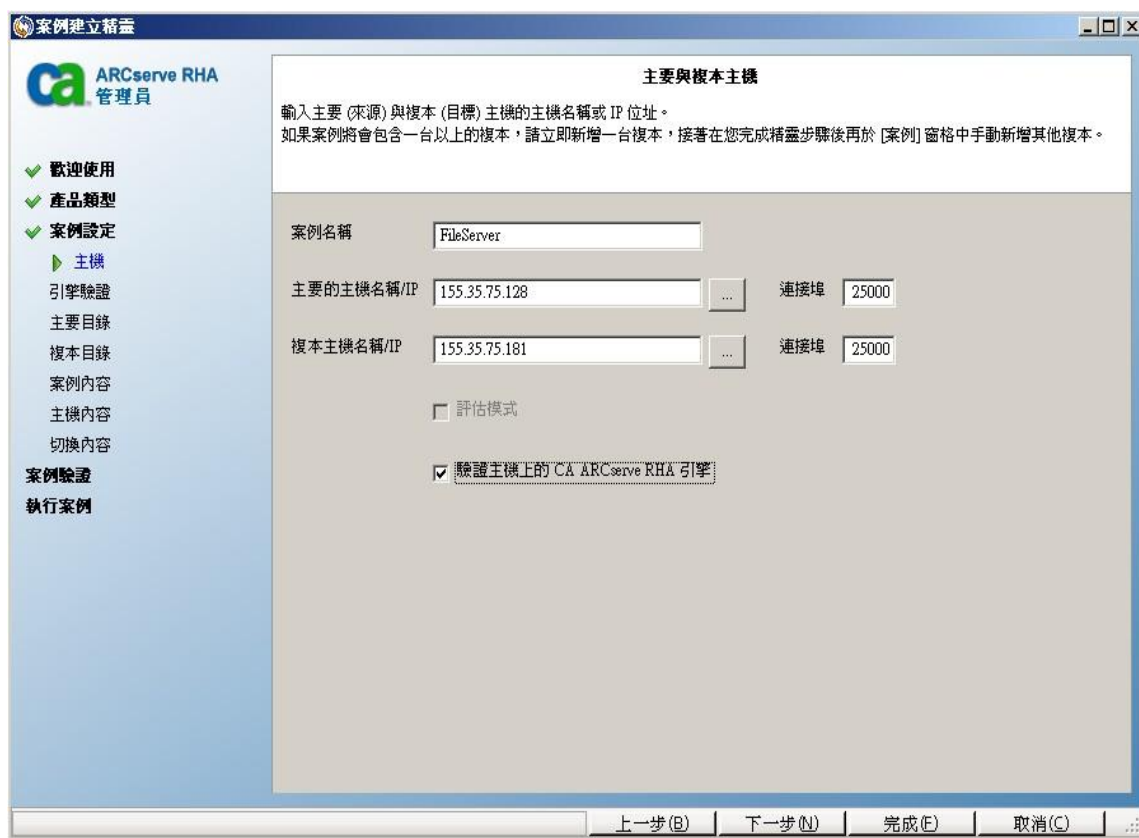 案例建立精靈
ca ARCserve RHA
管理員
歡迎使用
產品類型
案例設定
主機
引擎驗證
主要目錄
複本目錄
案例內容
主機內容
切換內容
案例驗證
執行案例
主要與複本主機
輸入主要 (來源) 與複本 (目標) 主機的主機名稱或 IP 位址。
如果案例將會包含一台以上的複本，請立即新增一台複本，接著在您完成精靈步驟後再於 [案例] 窗格中手動新增其他複本。
案例名稱 FileServer
主要的主機名稱/IP 155.35.75.128 ... 連接埠 25000
複本主機名稱/IP 155.35.75.181 ... 連接埠 25000
評估模式
驗證主機上的 CA ARCserve RHA 引擎
上一步(B) 下一步(N) 完成(F) 取消(C)